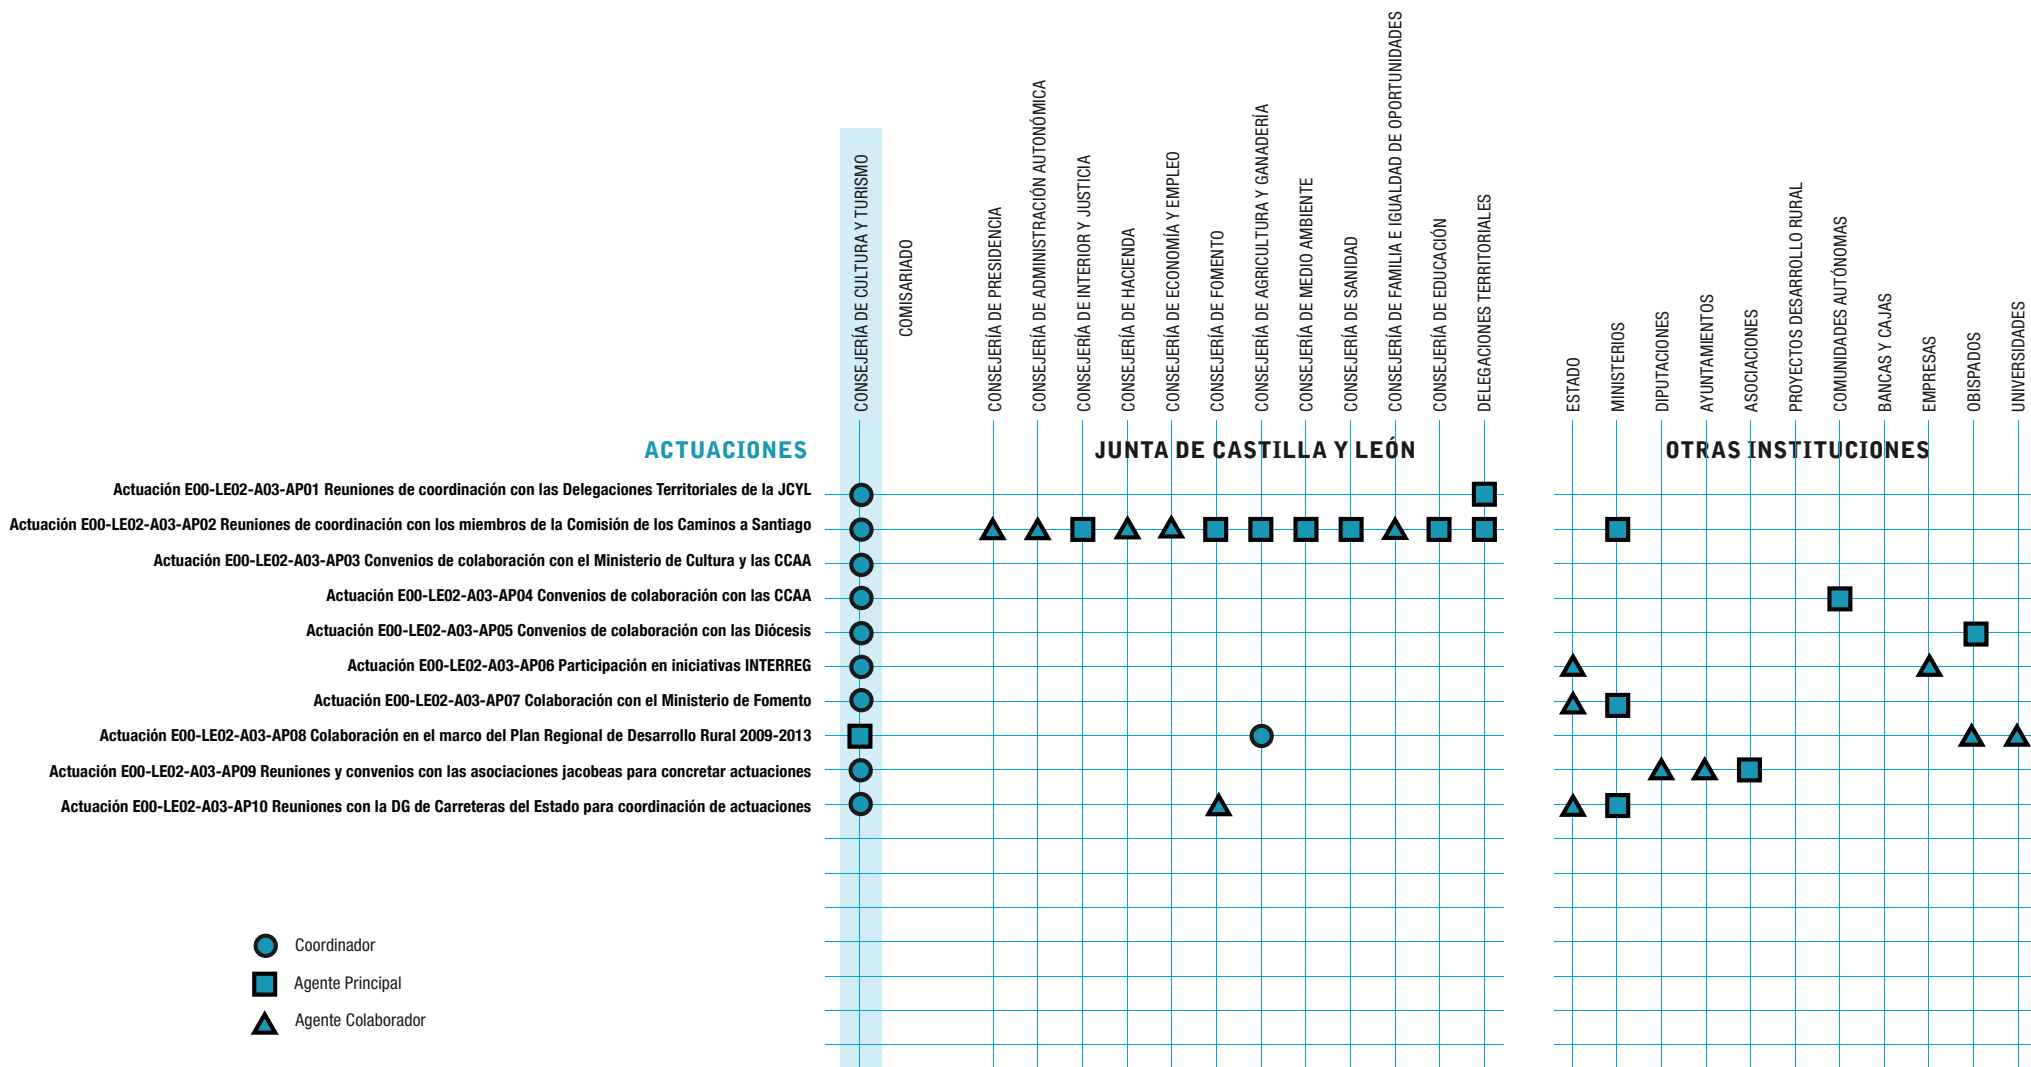 CONSEJERÍA DE CULTURA Y TURISMO
COMISARIADO
CONSEJERÍA DE PRESIDENCIA
CONSEJERÍA DE ADMINISTRACIÓN AUTONÓMICA
CONSEJERÍA DE INTERIOR Y JUSTICIA
CONSEJERÍA DE HACIENDA
CONSEJERÍA DE ECONOMÍA Y EMPLEO
CONSEJERÍA DE FOMENTO
CONSEJERÍA DE AGRICULTURA Y GANADERÍA
CONSEJERÍA DE MEDIO AMBIENTE
CONSEJERÍA DE SANIDAD
CONSEJERÍA DE FAMILIA E IGUALDAD DE OPORTUNIDADES
CONSEJERÍA DE EDUCACIÓN
DELEGACIONES TERRITORIALES
ESTADO
MINISTERIOS
DIPUTACIONES
AYUNTAMIENTOS
ASOCIACIONES
PROYECTOS DESARROLLO RURAL
COMUNIDADES AUTÓNOMAS
BANCAS Y CAJAS
EMPRESAS
OBISPADOS
UNIVERSIDADES
ACTUACIONES
JUNTA DE CASTILLA Y LEÓN
OTRAS INSTITUCIONES
Actuación E00-LE02-A03-AP01 Reuniones de coordinación con las Delegaciones Territoriales de la JCYL
Actuación E00-LE02-A03-AP02 Reuniones de coordinación con los miembros de la Comisión de los Caminos a Santiago
Actuación E00-LE02-A03-AP03 Convenios de colaboración con el Ministerio de Cultura y las CCAA
Actuación E00-LE02-A03-AP04 Convenios de colaboración con las CCAA
Actuación E00-LE02-A03-AP05 Convenios de colaboración con las Diócesis
Actuación E00-LE02-A03-AP06 Participación en iniciativas INTERREG
Actuación E00-LE02-A03-AP07 Colaboración con el Ministerio de Fomento
Actuación E00-LE02-A03-AP08 Colaboración en el marco del Plan Regional de Desarrollo Rural 2009-2013
Actuación E00-LE02-A03-AP09 Reuniones y convenios con las asociaciones jacobeas para concretar actuaciones
Actuación E00-LE02-A03-AP10 Reuniones con la DG de Carreteras del Estado para coordinación de actuaciones
Coordinador
Agente Principal
Agente Colaborador